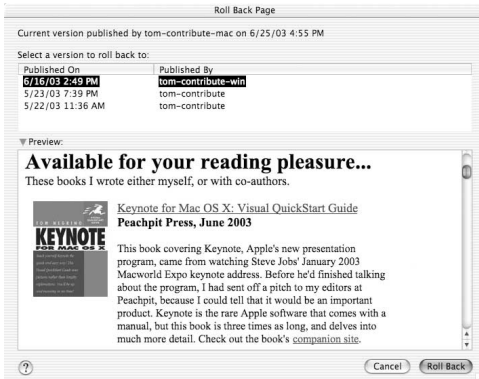 Roll Back Page
Current version published by tom-contribute-mac on 6/25/03 4:55 PM
Select a version to roll back to:
Published On Published By
6/16/03 2:49 PM tom-contribute-win
5/23/03 7:39 PM tom-contribute
5/22/03 11:36 AM tom-contribute
Preview:
Available for your reading pleasure...
These books I wrote either myself, or with co-authors.
TOM NEGRINO
KEYNOTE
FOR MAC OS X
Keynote for Mac OS X: Visual QuickStart Guide
Peachpit Press, June 2003
This book covering Keynote, Apple's new presentation
program, came from watching Steve Jobs' January 2003
Macworld Expo keynote address. Before he'd finished talking
about the program, I had sent off a pitch to my editors at
Peachpit, because I could tell that it would be an important
product. Keynote is the rare Apple software that comes with a
manual, but this book is three times as long, and delves into
much more detail. Check out the book's companion site.
?
Cancel Roll Back